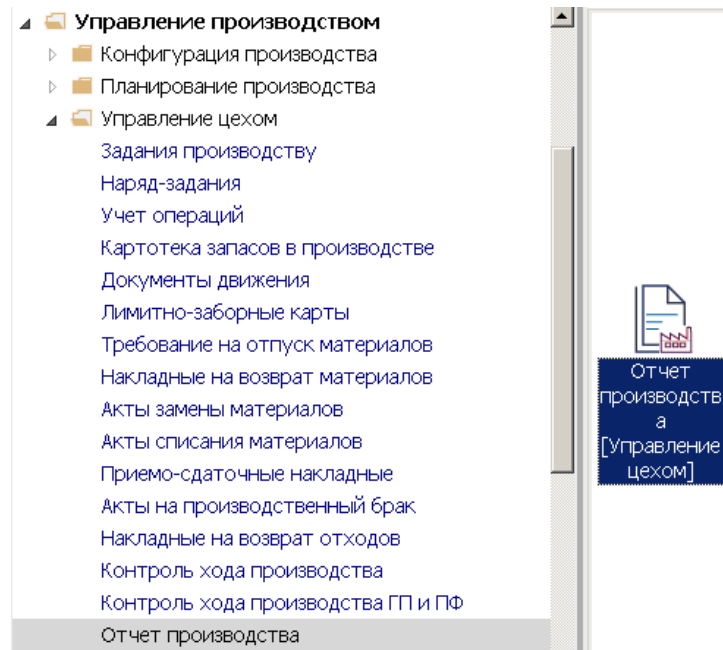 Управление производством
Конфигурация производства
Планирование производства
Управление цехом
Задания производству
Наряд-задания
Учет операций
Картотека запасов в производстве
Документы движения
Лимитно-заборные карты
Требование на отпуск материалов
Накладные на возврат материалов
Акты замены материалов
Акты списания материалов
Приемо-сдаточные накладные
Акты на производственный брак
Накладные на возврат отходов
Контроль хода производства
Контроль хода производства ГП и ПФ
Отчет производства
Отчет
производств
а
[Управление
цехом]